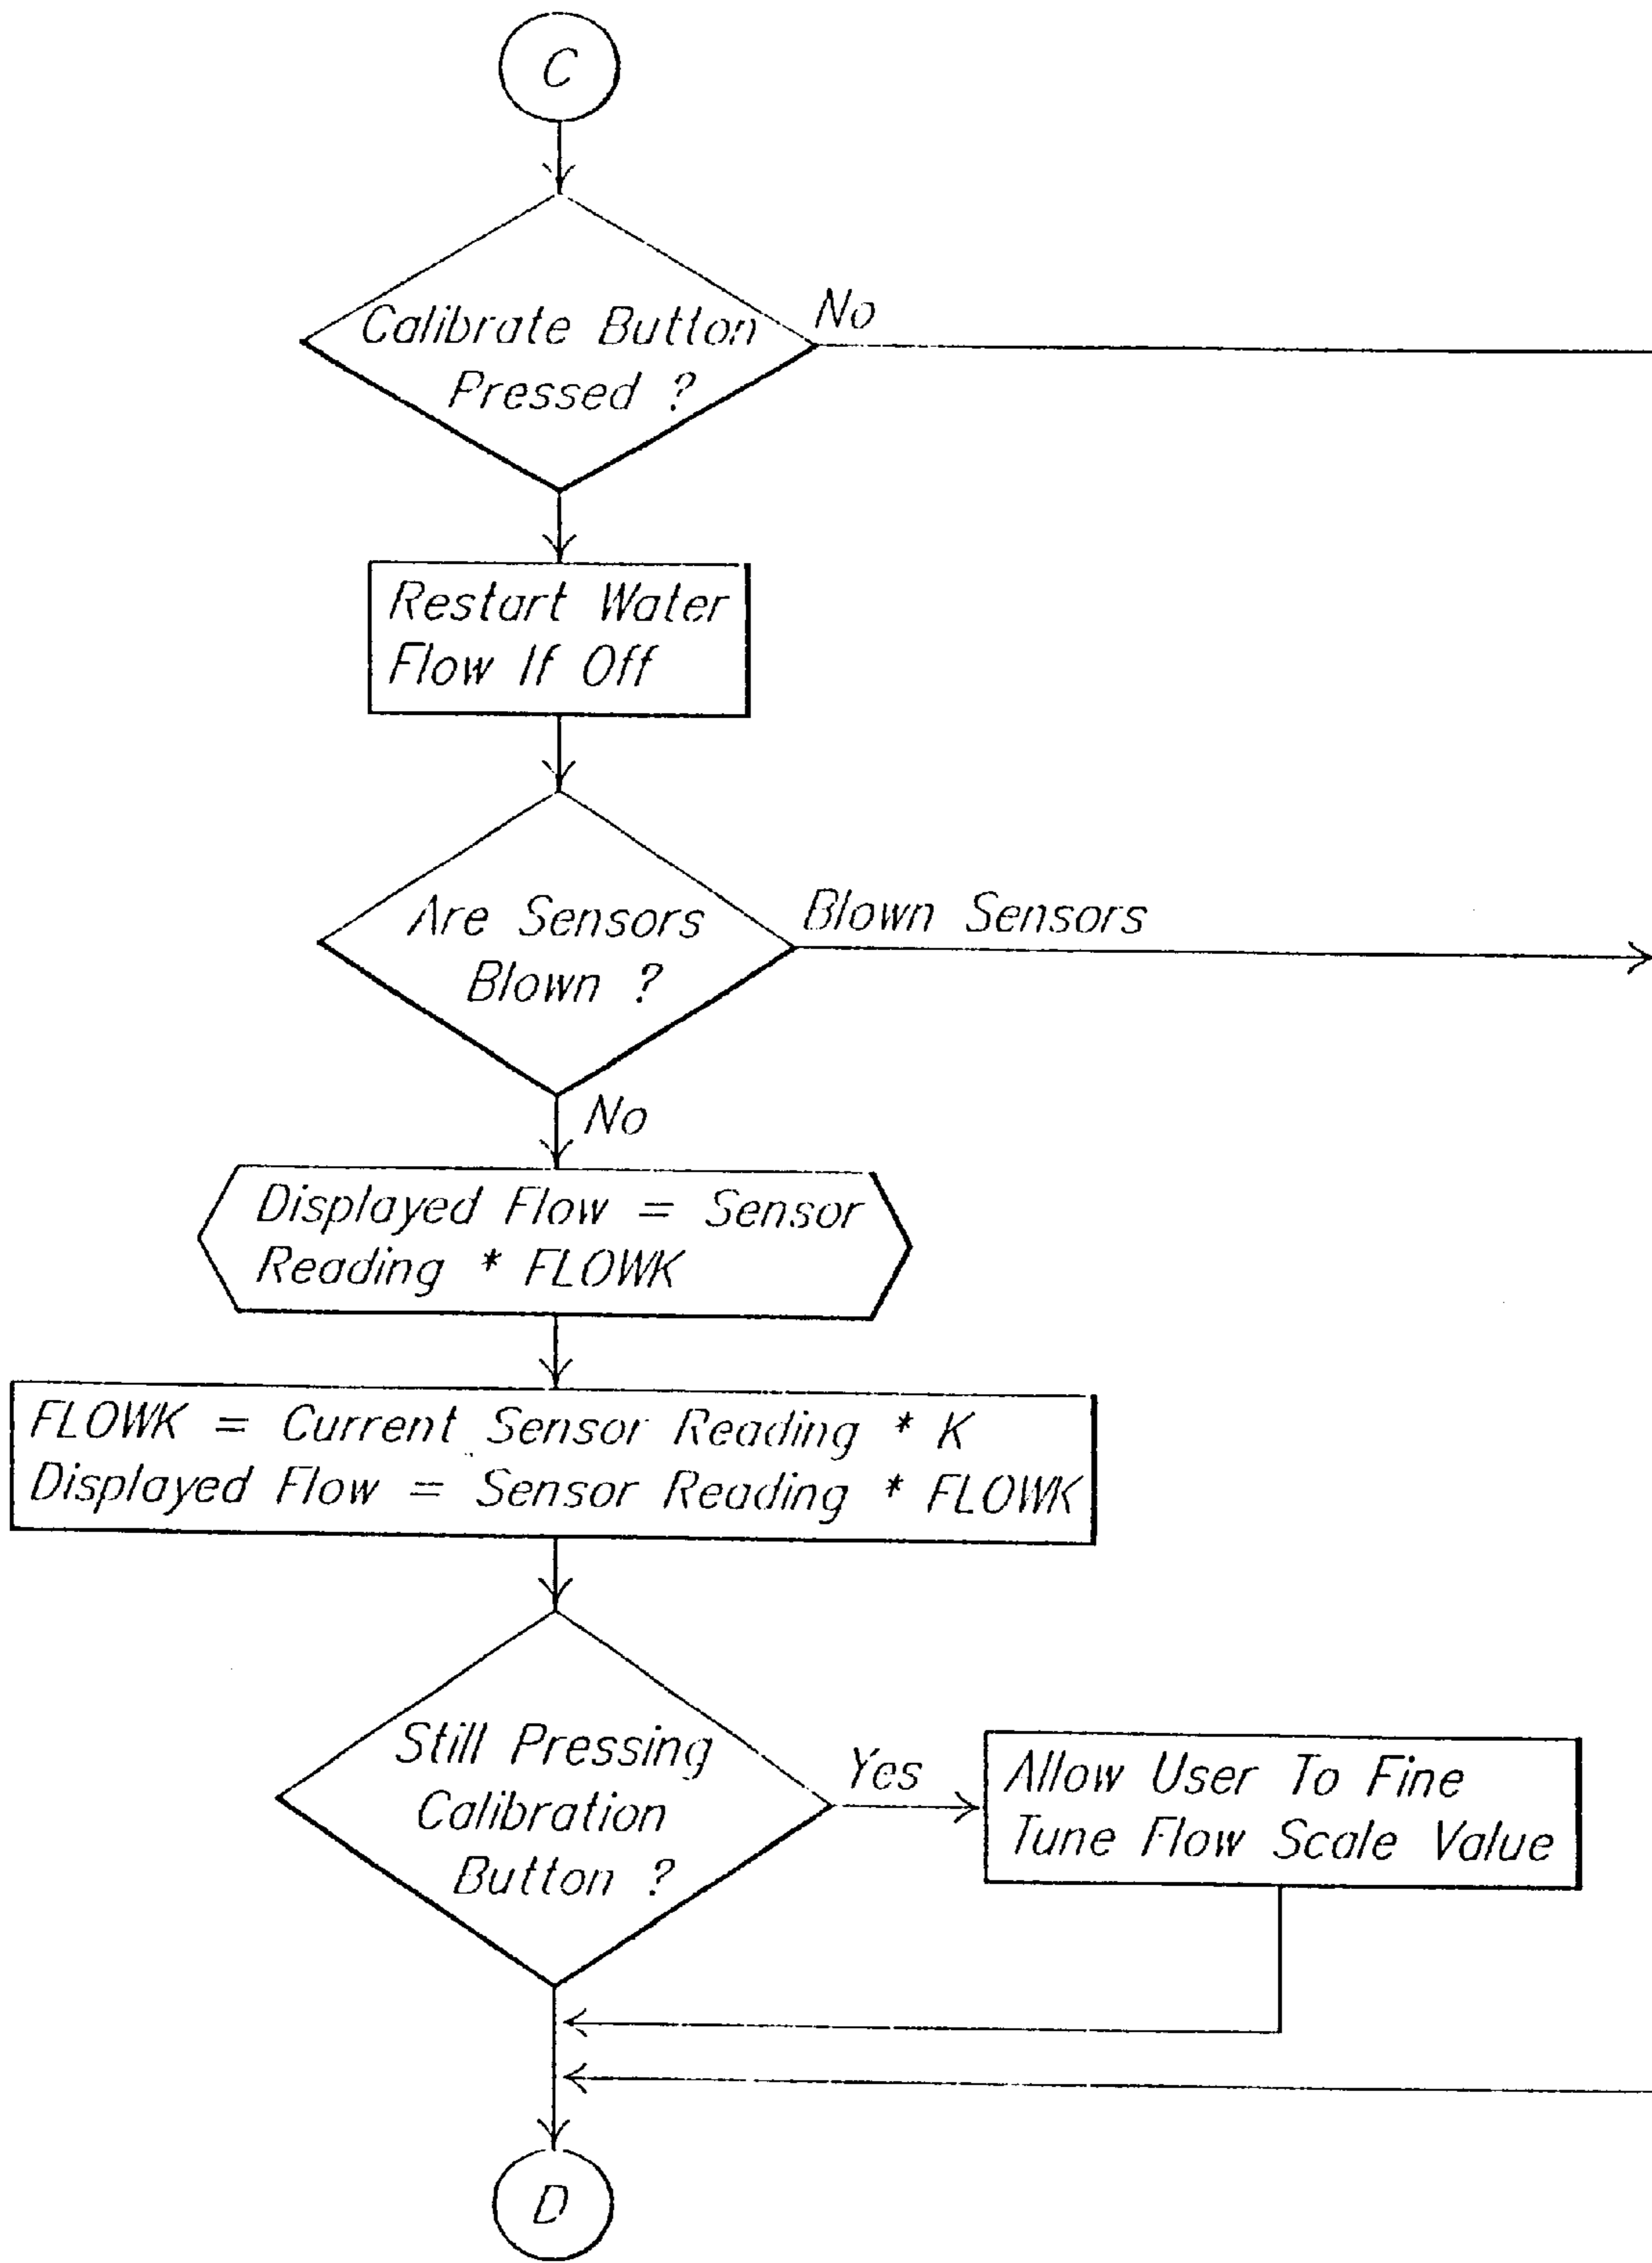 C
Calibrate Button
Pressed ?
No
Restart Water
Flow If Off
Are Sensors
Blown ?
Blown Sensors
No
Displayed Flow = Sensor
Reading * FLOWK
FLOWK = Current Sensor Reading * K
Displayed Flow = Sensor Reading * FLOWK
Still Pressing
Calibration
Button ?
Yes
Allow User To Fine
Tune Flow Scale Value
D